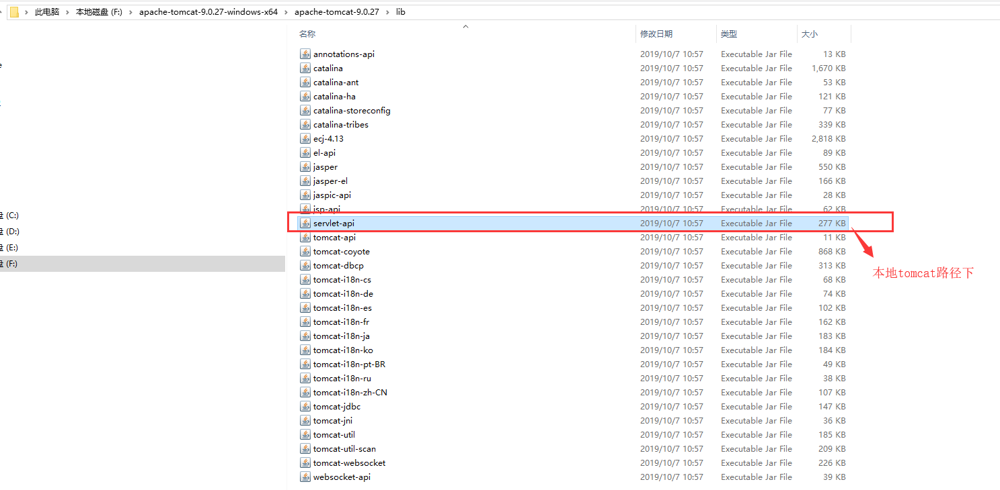 此电脑 › 本地磁盘 (F:) › apache-tomcat-9.0.27-windows-x64 › apache-tomcat-9.0.27 › lib
名称 修改日期 类型 大小
annotations-api 2019/10/7 10:57 Executable Jar File 13 KB
catalina 2019/10/7 10:57 Executable Jar File 1,670 KB
catalina-ant 2019/10/7 10:57 Executable Jar File 53 KB
catalina-ha 2019/10/7 10:57 Executable Jar File 121 KB
catalina-storeconfig 2019/10/7 10:57 Executable Jar File 77 KB
catalina-tribes 2019/10/7 10:57 Executable Jar File 339 KB
ecj-4.13 2019/10/7 10:57 Executable Jar File 2,818 KB
el-api 2019/10/7 10:57 Executable Jar File 89 KB
jasper 2019/10/7 10:57 Executable Jar File 550 KB
jasper-el 2019/10/7 10:57 Executable Jar File 166 KB
jaspic-api 2019/10/7 10:57 Executable Jar File 28 KB
jsp-api 2019/10/7 10:57 Executable Jar File 62 KB
盘 (C:)
servlet-api 2019/10/7 10:57 Executable Jar File 277 KB
盘 (D:)
tomcat-api 2019/10/7 10:57 Executable Jar File 11 KB
盘 (E:)
tomcat-coyote 2019/10/7 10:57 Executable Jar File 868 KB
盘 (F:)
tomcat-dbcp 2019/10/7 10:57 Executable Jar File 313 KB
本地tomcat路径下
tomcat-i18n-cs 2019/10/7 10:57 Executable Jar File 68 KB
tomcat-i18n-de 2019/10/7 10:57 Executable Jar File 74 KB
tomcat-i18n-es 2019/10/7 10:57 Executable Jar File 102 KB
tomcat-i18n-fr 2019/10/7 10:57 Executable Jar File 162 KB
tomcat-i18n-ja 2019/10/7 10:57 Executable Jar File 183 KB
tomcat-i18n-ko 2019/10/7 10:57 Executable Jar File 184 KB
tomcat-i18n-pt-BR 2019/10/7 10:57 Executable Jar File 49 KB
tomcat-i18n-ru 2019/10/7 10:57 Executable Jar File 38 KB
tomcat-i18n-zh-CN 2019/10/7 10:57 Executable Jar File 107 KB
tomcat-jdbc 2019/10/7 10:57 Executable Jar File 147 KB
tomcat-jni 2019/10/7 10:57 Executable Jar File 36 KB
tomcat-util 2019/10/7 10:57 Executable Jar File 185 KB
tomcat-util-scan 2019/10/7 10:57 Executable Jar File 209 KB
tomcat-websocket 2019/10/7 10:57 Executable Jar File 226 KB
websocket-api 2019/10/7 10:57 Executable Jar File 39 KB